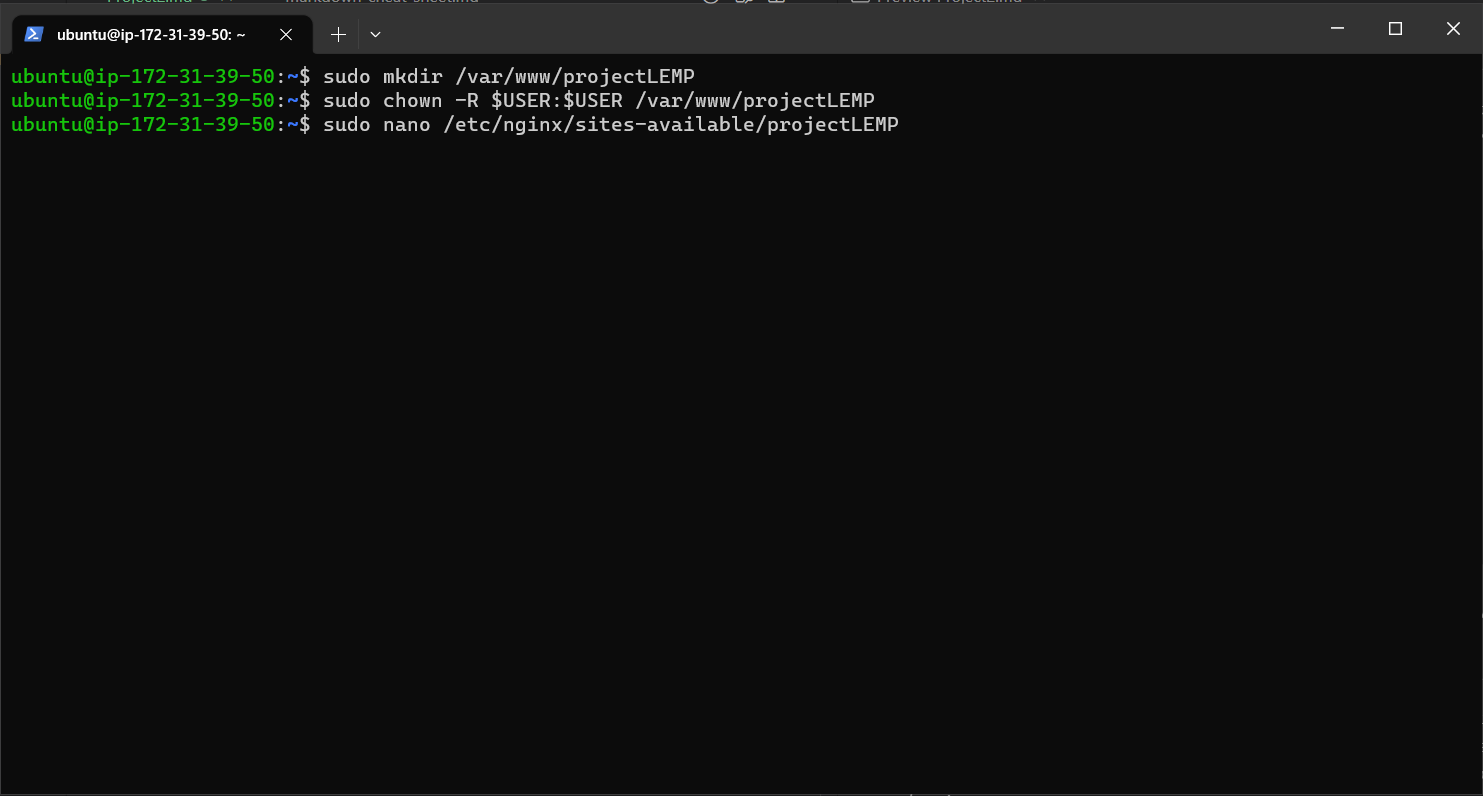 ubuntu@ip-172-31-39-50: ~
ubuntu@ip-172-31-39-50:~$ sudo mkdir /var/www/projectLEMP
ubuntu@ip-172-31-39-50:~$ sudo chown -R $USER:$USER /var/www/projectLEMP
ubuntu@ip-172-31-39-50:~$ sudo nano /etc/nginx/sites-available/projectLEMP